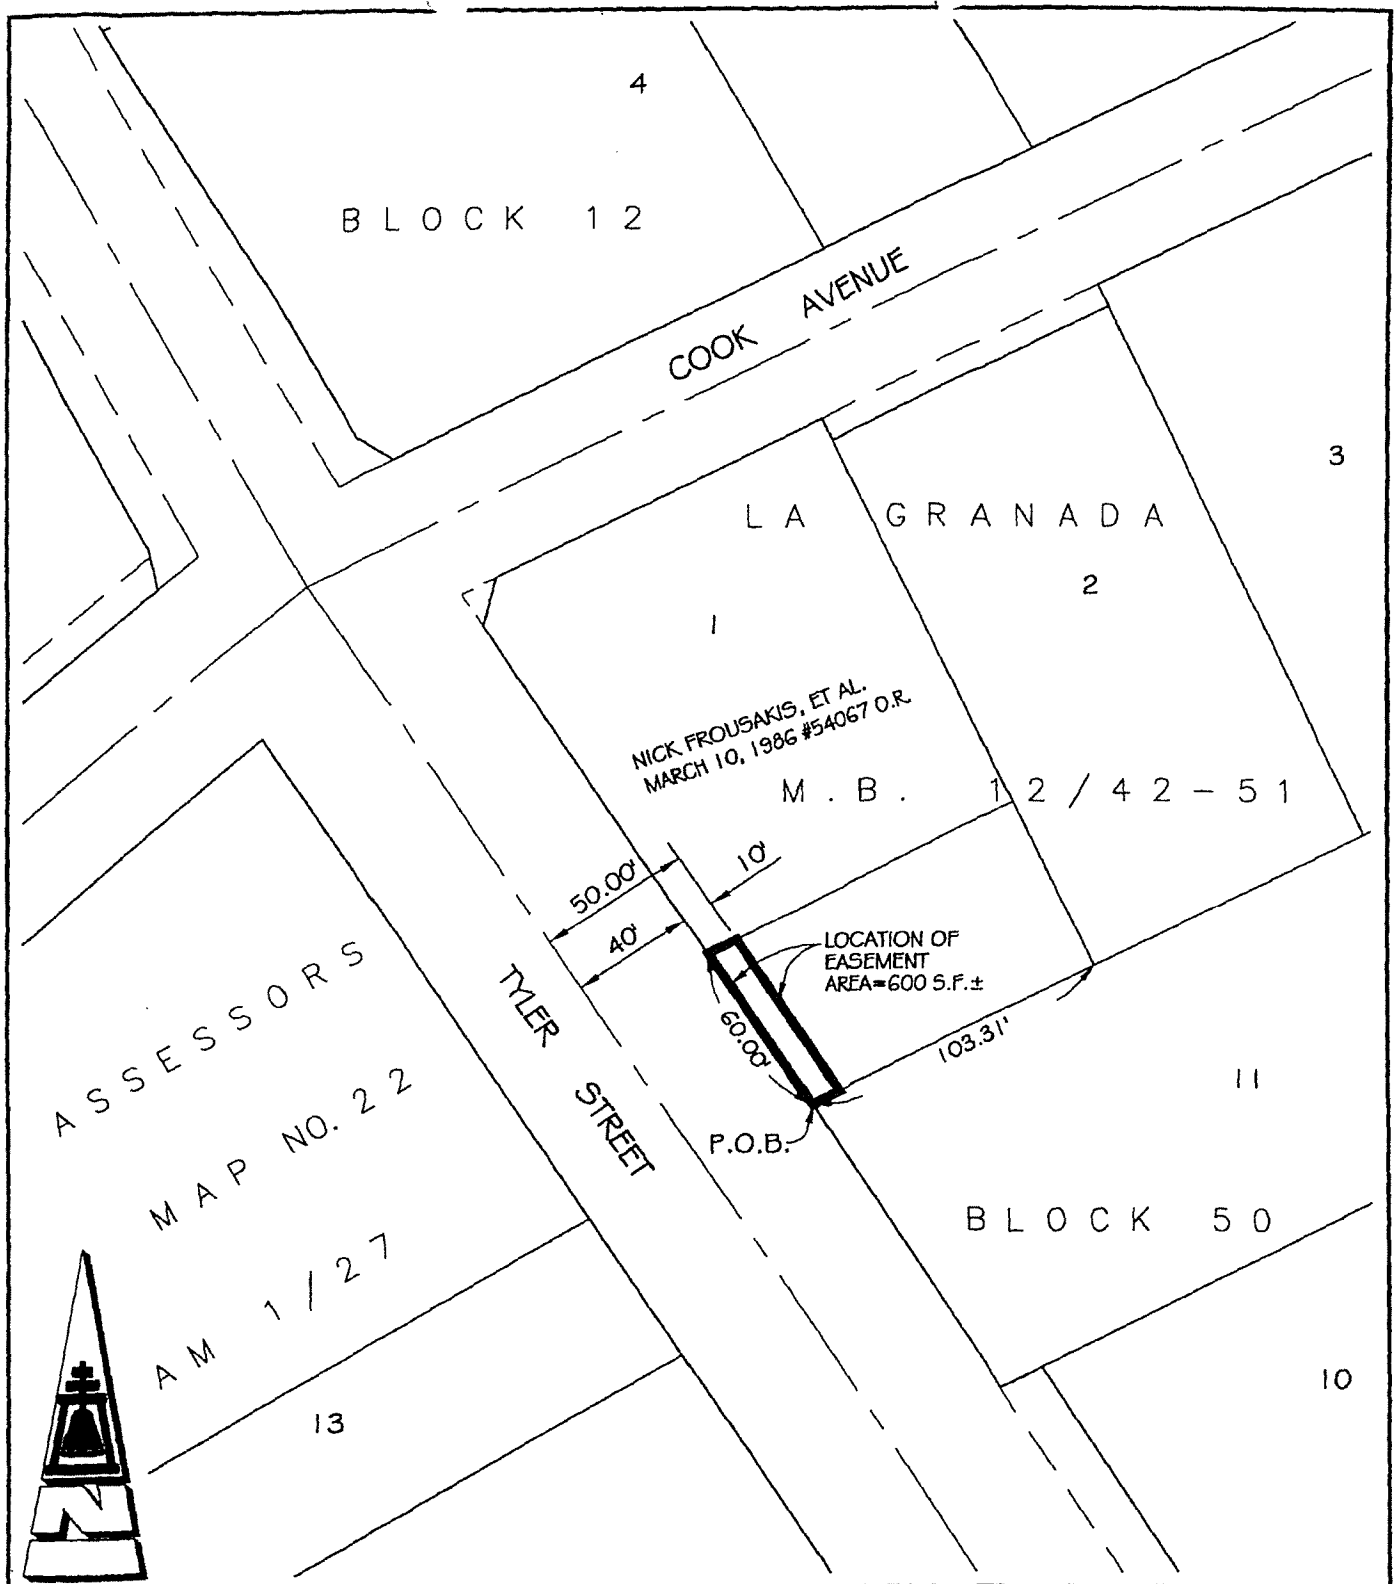 4
BLOCK 12
COOK AVENUE
3
LA GRANADA
2
1
NICK FROUSAKIS, ET AL.
MARCH 10, 1986 #54067 O.R.
M.B. 12/42-51
50.00'
10'
40'
LOCATION OF
EASEMENT
AREA=600 S.F.±
TYLER STREET
60.00'
103.31'
ASSESSORS
MAP NO. 22
AM 1/27
11
P.O.B.
BLOCK 50
10
13
N